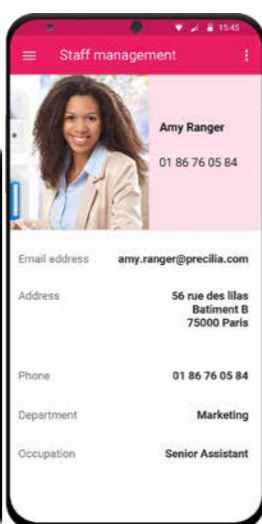 15:45
Staff management
Amy Ranger
01 86 76 05 84
Email address amy.ranger@precilia.com
Address 56 rue des lilas
Batiment B
75000 Paris
Phone 01 86 76 05 84
Department Marketing
Occupation Senior Assistant